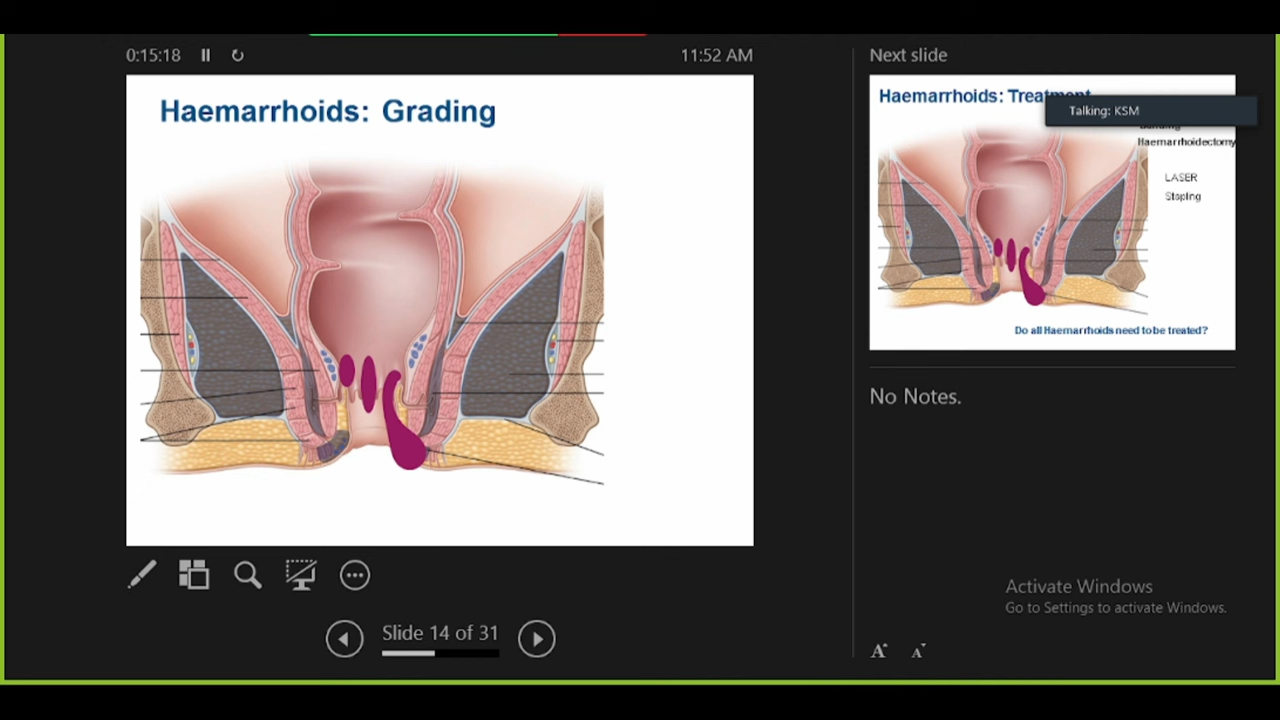 0:15:18
11:52 AM
Haemarrhoids: Grading
Slide 14 of 31
Next slide
Haemarrhoids: Treatment
Talking: KSM
Haemarrhoidectomy
LASER
Stapling
Do all Haemarrhoids need to be treated?
No Notes.
Activate Windows
Go to Settings to activate Windows.
A A